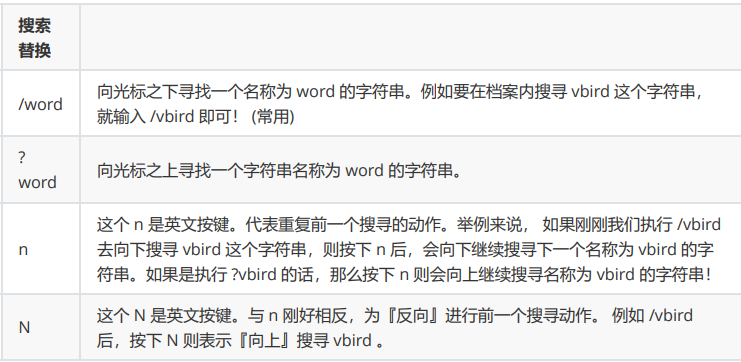 搜索
替换
/word
向光标之下寻找一个名称为 word 的字符串。例如要在档案内搜寻 vbird 这个字符串，
就输入 /vbird 即可！ (常用)
?
word
向光标之上寻找一个字符串名称为 word 的字符串。
n
这个 n 是英文按键。代表重复前一个搜寻的动作。举例来说， 如果刚刚我们执行 /vbird
去向下搜寻 vbird 这个字符串，则按下 n 后，会向下继续搜寻下一个名称为 vbird 的字
符串。如果是执行 ?vbird 的话，那么按下 n 则会向上继续搜寻名称为 vbird 的字符串！
N
这个 N 是英文按键。与 n 刚好相反，为『反向』进行前一个搜寻动作。 例如 /vbird
后，按下 N 则表示『向上』搜寻 vbird 。